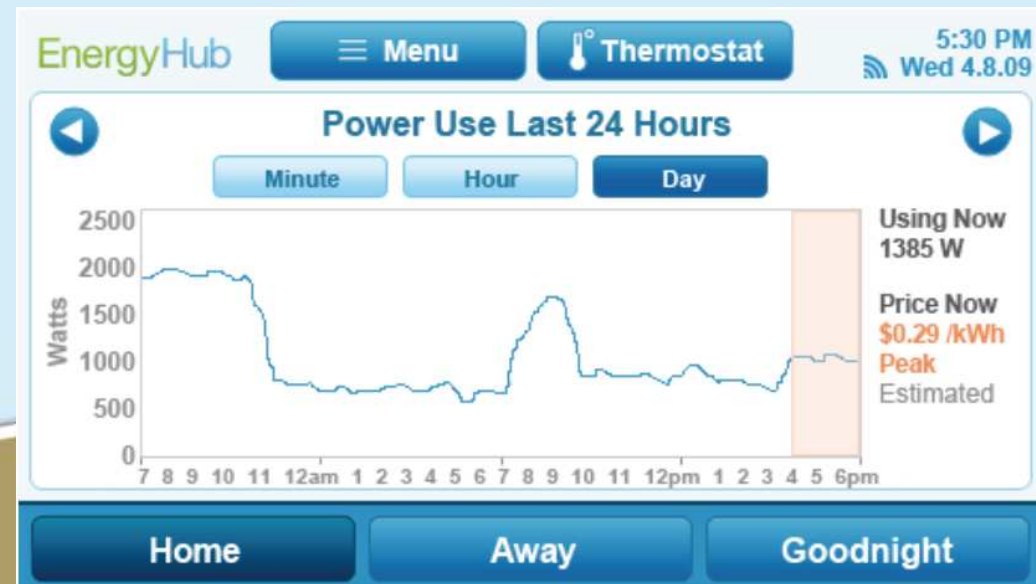 EnergyHub
Menu
Thermostat
5:30 PM
Wed 4.8.09
Power Use Last 24 Hours
Minute
Hour
Day
2500
2000
1500
1000
500
0
Watts
7 8 9 10 11 12am 1 2 3 4 5 6 7 8 9 10 11 12pm 1 2 3 4 5 6pm
Using Now
1385 W
Price Now
$0.29 /kWh
Peak
Estimated
Home
Away
Goodnight